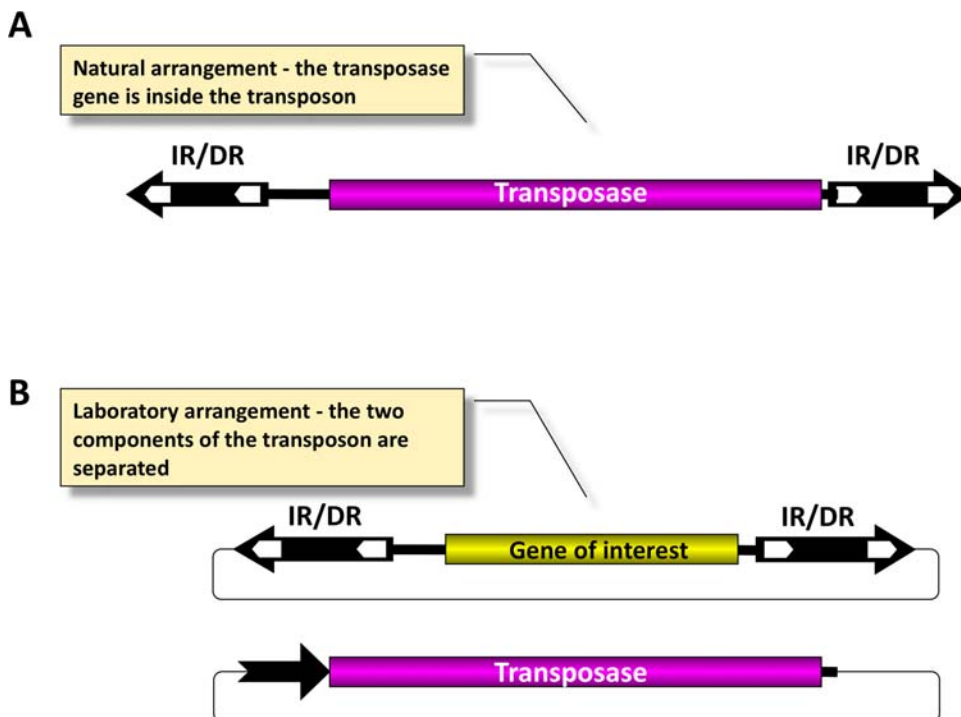 A
Natural arrangement - the transposase
gene is inside the transposon
IR/DR
IR/DR
Transposase
B
Laboratory arrangement - the two
components of the transposon are
separated
IR/DR
IR/DR
Gene of interest
Transposase